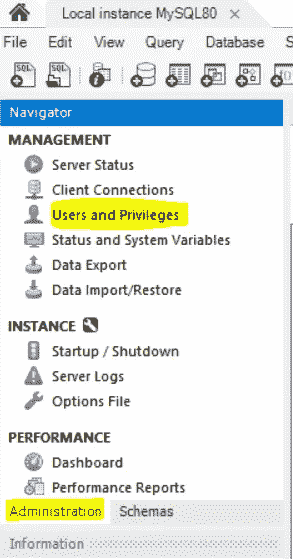 Local instance MySQL80
File Edit View Query Database S
SQL SQL
Navigator
MANAGEMENT
Server Status
Client Connections
Users and Privileges
Status and System Variables
Data Export
Data Import/Restore
INSTANCE
Startup / Shutdown
Server Logs
Options File
PERFORMANCE
Dashboard
Performance Reports
Administration Schemas
Information